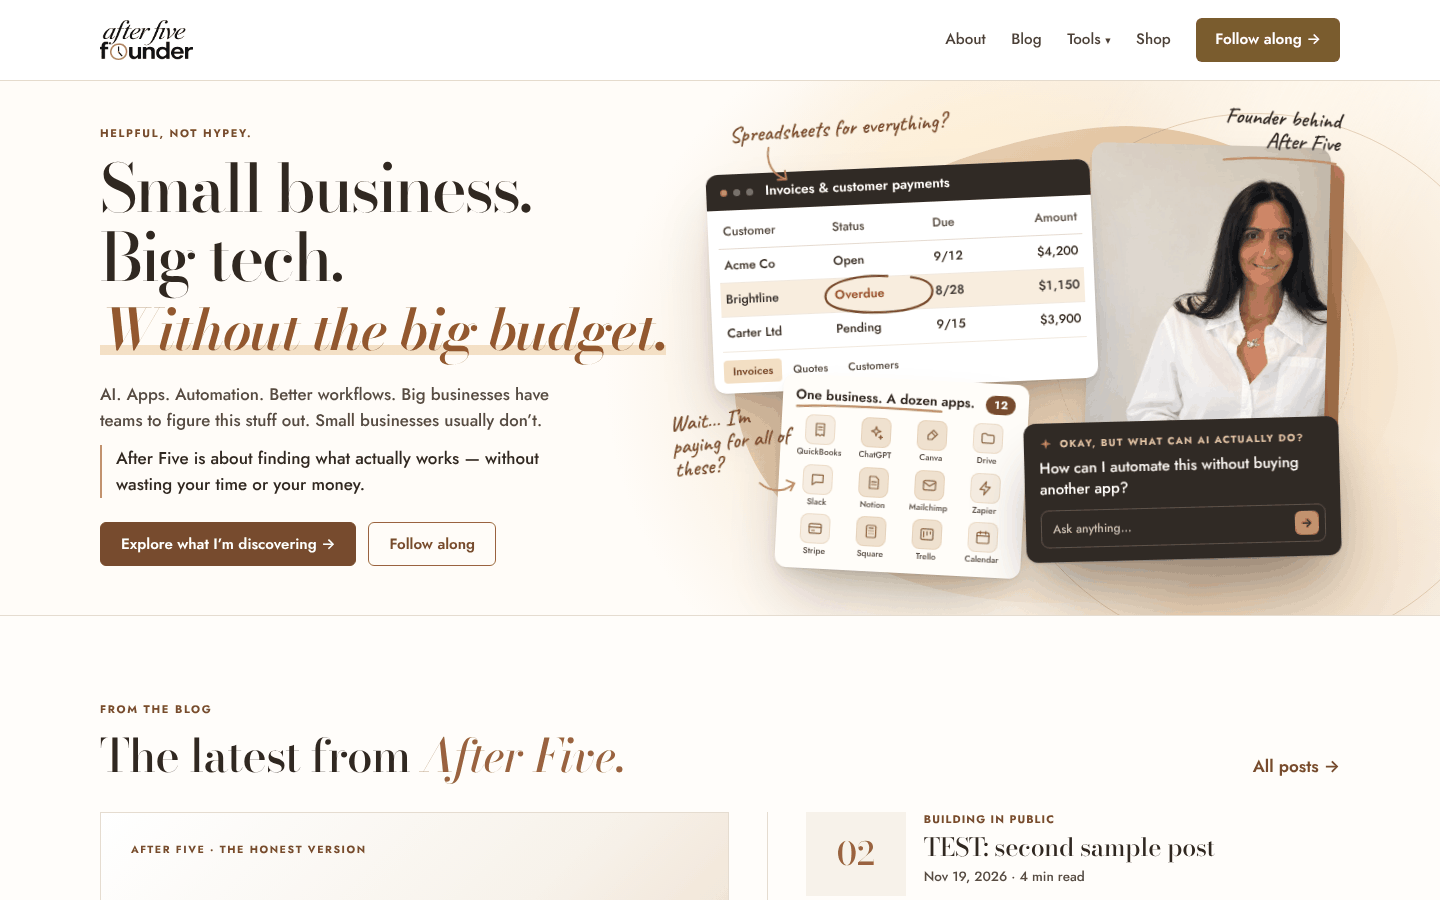 after five
founder
About
Blog
Tools ▾
Shop
Follow along →
HELPFUL, NOT HYPEY.
Small business.
Big tech.
Without the big budget.
AI. Apps. Automation. Better workflows. Big businesses have
teams to figure this stuff out. Small businesses usually don’t.
After Five is about finding what actually works — without
wasting your time or your money.
Explore what I’m discovering →
Follow along
Spreadsheets for everything?
Founder behind
After Five
Invoices & customer payments
Customer Status Due Amount
Acme Co Open 9/12 $4,200
Brightline Overdue 8/28 $1,150
Carter Ltd Pending 9/15 $3,900
Invoices Quotes Customers
Wait... I'm
paying for all of
these?
One business. A dozen apps. 12
QuickBooks ChatGPT Canva Drive
Slack Notion Mailchimp Zapier
Stripe Square Trello Calendar
OKAY, BUT WHAT CAN AI ACTUALLY DO?
How can I automate this without buying
another app?
Ask anything...
→
FROM THE BLOG
The latest from After Five.
All posts →
AFTER FIVE · THE HONEST VERSION
02
BUILDING IN PUBLIC
TEST: second sample post
Nov 19, 2026 · 4 min read